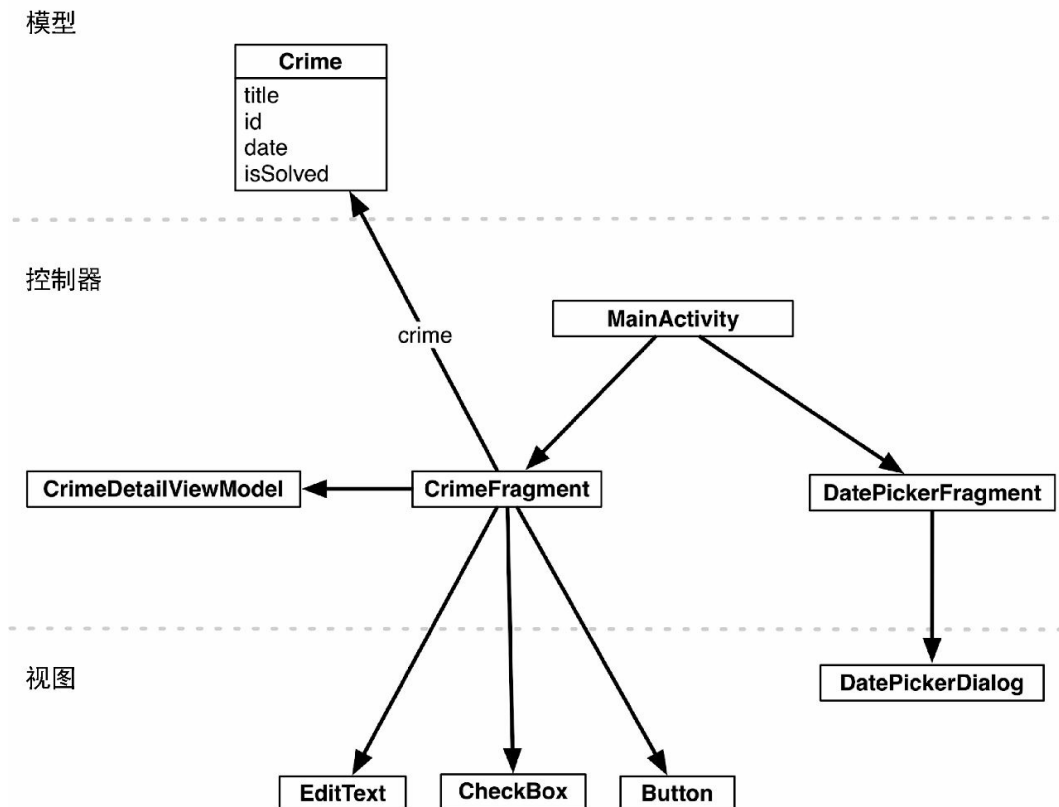 模型
Crime
title
id
date
isSolved
控制器
MainActivity
crime
CrimeDetailViewModel
CrimeFragment
DatePickerFragment
视图
DatePickerDialog
EditText
CheckBox
Button